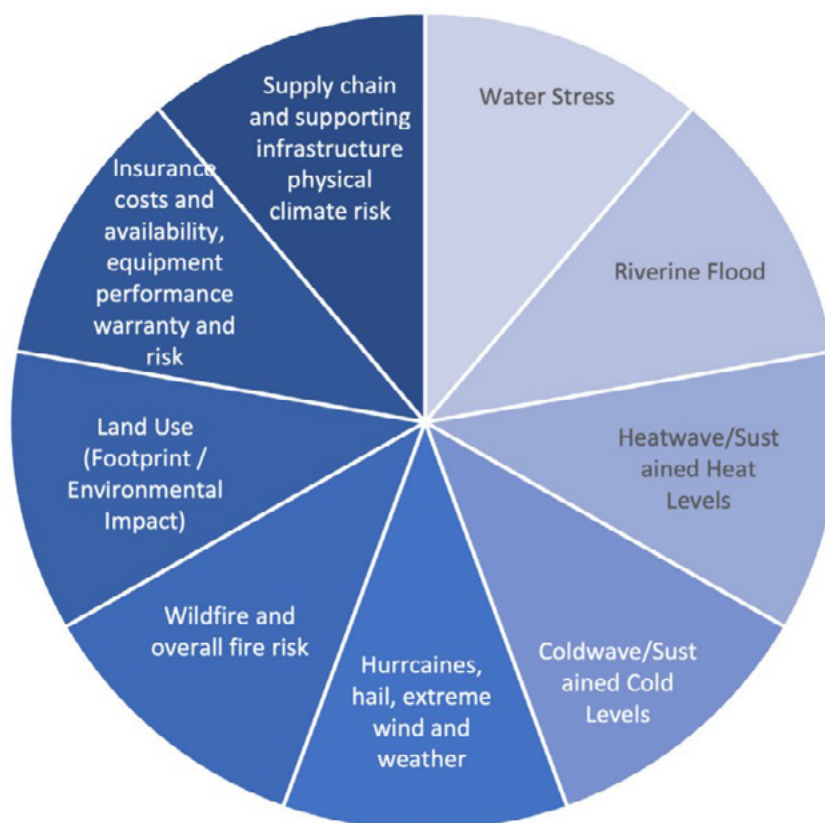 Water Stress
Riverine Flood
Heatwave/Sust
ained Heat
Levels
Coldwave/Sust
ained Cold
Levels
Hurrcaines,
hail, extreme
wind and
weather
Wildfire and
overall fire risk
Land Use
(Footprint /
Environmental
Impact)
Insurance
costs and
availability,
equipment
performance
warranty and
risk
Supply chain
and supporting
infrastructure
physical
climate risk